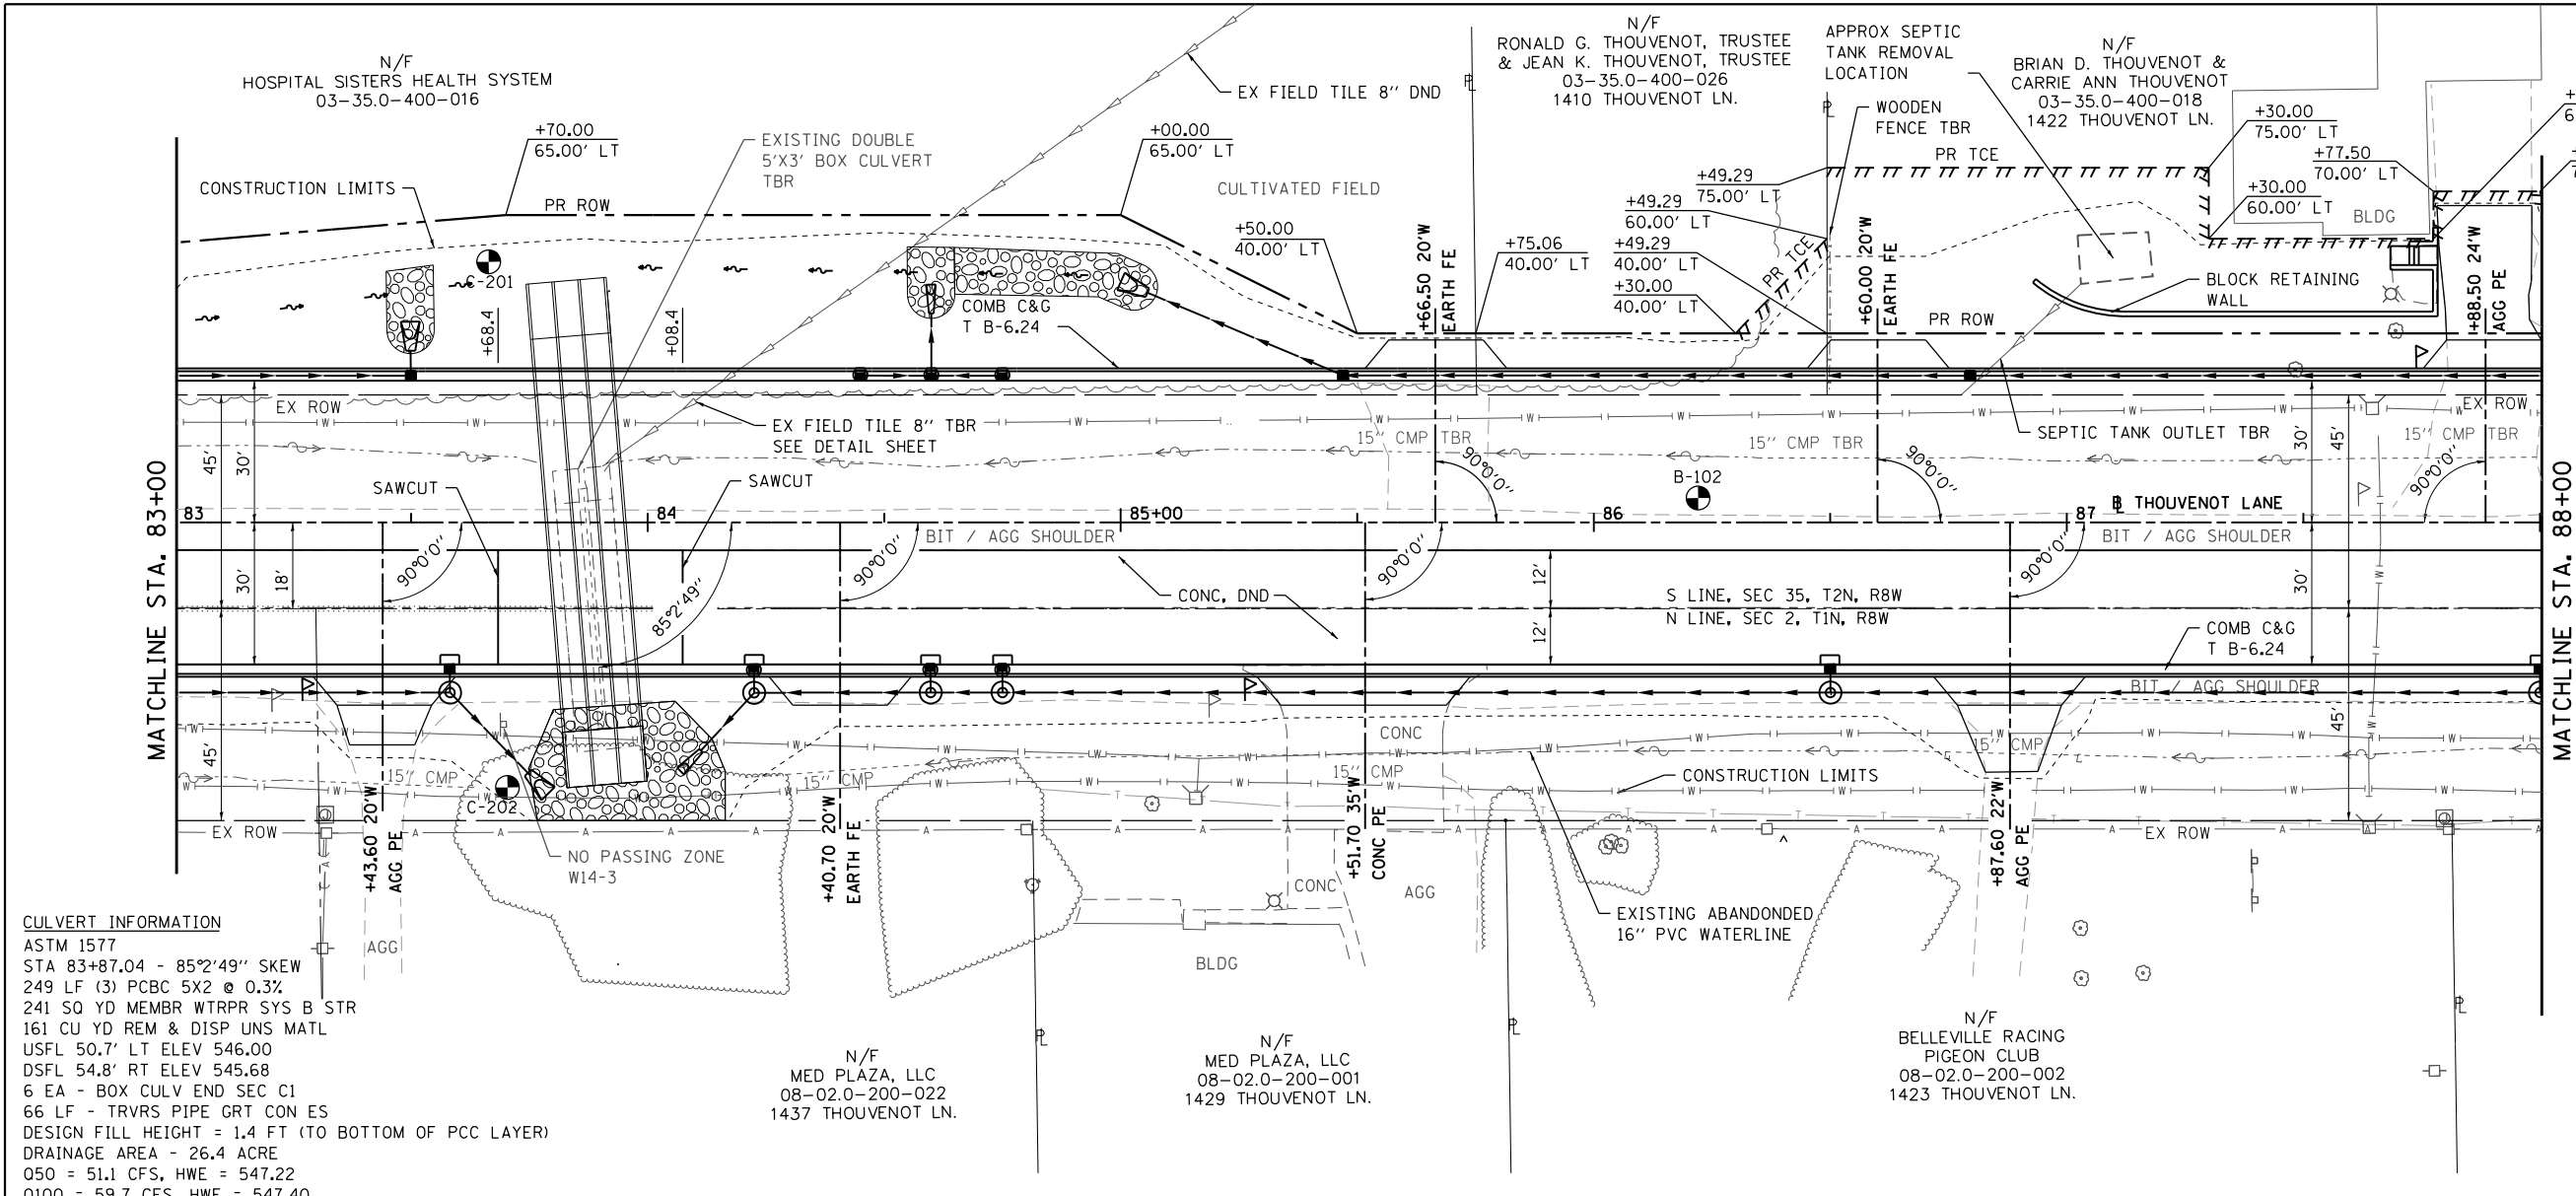 N/F
HOSPITAL SISTERS HEALTH SYSTEM
03-35.0-400-016
CONSTRUCTION LIMITS
+70.00
65.00' LT
PR ROW
EXISTING DOUBLE
5'X3' BOX CULVERT
TBR
EX FIELD TILE 8'' DND
+00.00
65.00' LT
CULTIVATED FIELD
+50.00
40.00' LT
N/F
RONALD G. THOUVENOT, TRUSTEE
& JEAN K. THOUVENOT, TRUSTEE
03-35.0-400-026
1410 THOUVENOT LN.
APPROX SEPTIC
TANK REMOVAL
LOCATION
WOODEN
FENCE TBR
N/F
BRIAN D. THOUVENOT &
CARRIE ANN THOUVENOT
03-35.0-400-018
1422 THOUVENOT LN.
PR TCE
+30.00
75.00' LT
+77.50
70.00' LT
+30.00
60.00' LT
BLDG
+49.29
75.00' LT
+49.29
60.00' LT
+49.29
40.00' LT
+30.00
40.00' LT
+75.06
40.00' LT
PR TCE
+66.50 20'W
EARTH FE
+60.00 20'W
EARTH FE
+88.50 24'W
AGG PE
PR ROW
BLOCK RETAINING
WALL
C-201
+68.4
+08.4
COMB C&G
T B-6.24
EX ROW
EX FIELD TILE 8'' TBR
SEE DETAIL SHEET
15'' CMP TBR
15'' CMP TBR
SEPTIC TANK OUTLET TBR
EX ROW
15'' CMP TBR
45'
30'
30'
45'
MATCHLINE STA. 83+00
SAWCUT
SAWCUT
90°0'0''
90°0'0''
90°0'0''
B-102
83
84
85+00
86
87
THOUVENOT LANE
BIT / AGG SHOULDER
BIT / AGG SHOULDER
30'
18'
90°0'0''
85°2'49''
90°0'0''
90°0'0''
90°0'0''
CONC, DND
12'
12'
S LINE, SEC 35, T2N, R8W
N LINE, SEC 2, T1N, R8W
30'
COMB C&G
T B-6.24
BIT / AGG SHOULDER
MATCHLINE STA. 88+00
45'
45'
15'' CMP
C-202
15'' CMP
CONC
15'' CMP
15'' CMP
CONSTRUCTION LIMITS
EX ROW
EX ROW
+43.60 20'W
AGG PE
NO PASSING ZONE
W14-3
+40.70 20'W
EARTH FE
+51.70 35'W
CONC PE
+87.60 22'W
AGG PE
CONC
AGG
AGG
BLDG
EXISTING ABANDONDED
16'' PVC WATERLINE
CULVERT INFORMATION
ASTM 1577
STA 83+87.04 - 85°2'49'' SKEW
249 LF (3) PCBC 5X2 @ 0.3%
241 SQ YD MEMBR WTRPR SYS B STR
161 CU YD REM & DISP UNS MATL
USFL 50.7' LT ELEV 546.00
DSFL 54.8' RT ELEV 545.68
6 EA - BOX CULV END SEC C1
66 LF - TRVRS PIPE GRT CON ES
DESIGN FILL HEIGHT = 1.4 FT (TO BOTTOM OF PCC LAYER)
DRAINAGE AREA - 26.4 ACRE
Q50 = 51.1 CFS, HWE = 547.22
Q100 = 59.7 CFS, HWE = 547.40
N/F
MED PLAZA, LLC
08-02.0-200-022
1437 THOUVENOT LN.
N/F
MED PLAZA, LLC
08-02.0-200-001
1429 THOUVENOT LN.
N/F
BELLEVILLE RACING
PIGEON CLUB
08-02.0-200-002
1423 THOUVENOT LN.